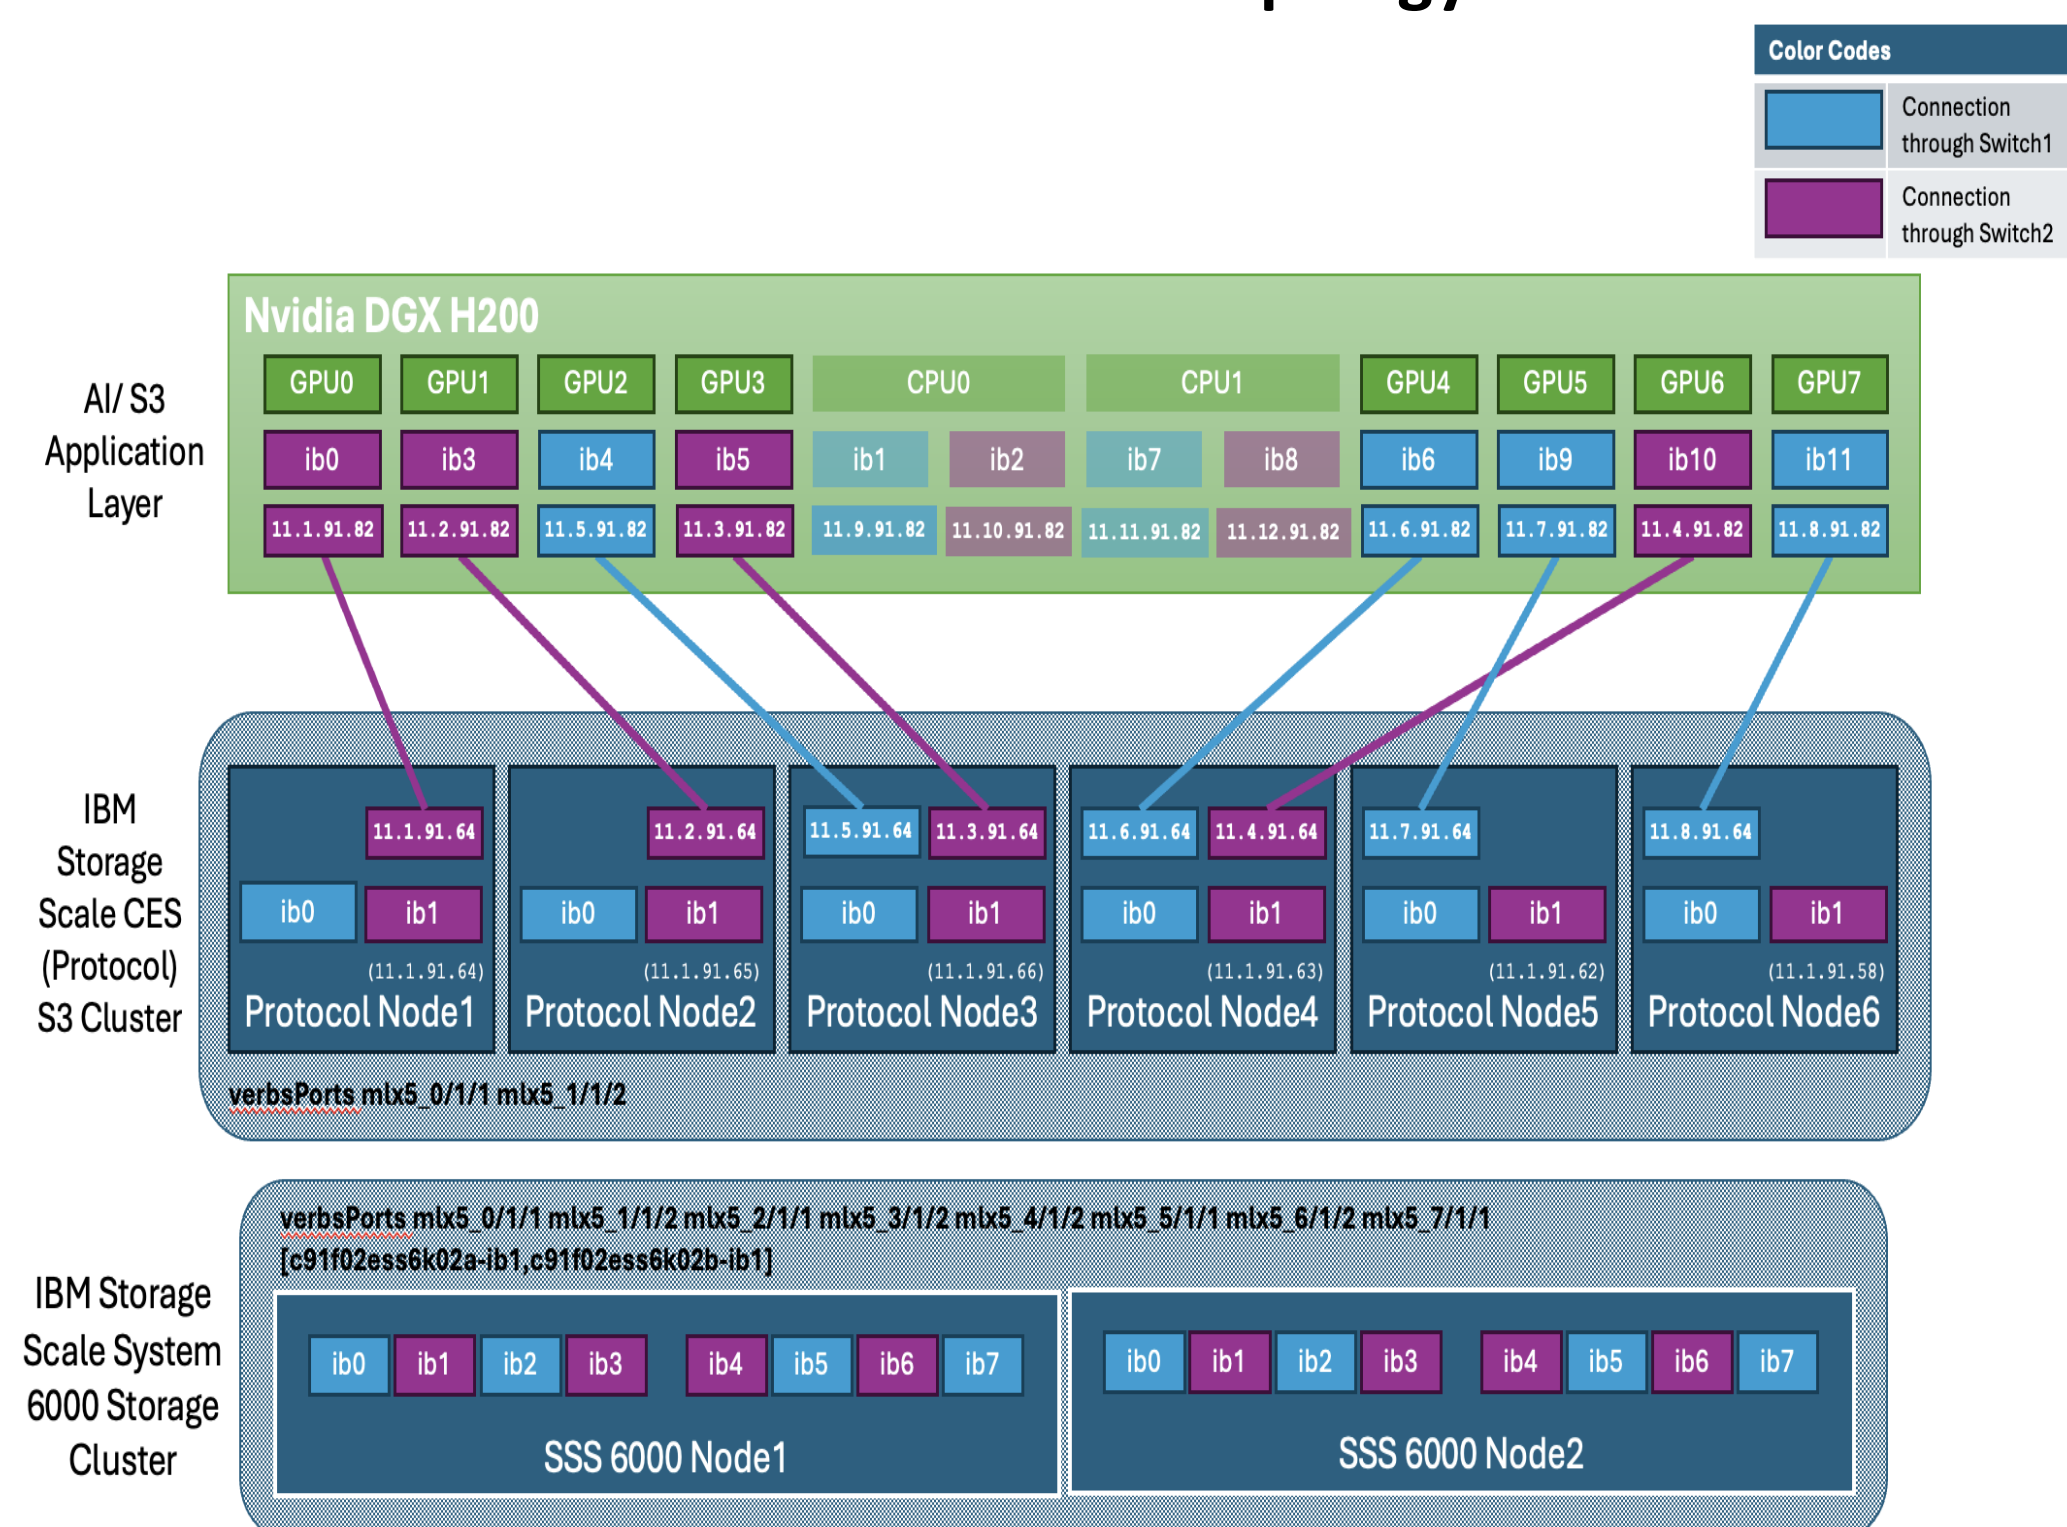 Color Codes
Connection
through Switch1
Connection
through Switch2
Nvidia DGX H200
AI/ S3
Application
Layer
GPU0 GPU1 GPU2 GPU3 CPU0 CPU1 GPU4 GPU5 GPU6 GPU7
ib0 ib3 ib4 ib5 ib1 ib2 ib7 ib8 ib6 ib9 ib10 ib11
11.1.91.82 11.2.91.82 11.5.91.82 11.3.91.82 11.9.91.82 11.10.91.82 11.11.91.82 11.12.91.82 11.6.91.82 11.7.91.82 11.4.91.82 11.8.91.82
IBM
Storage
Scale CES
(Protocol)
S3 Cluster
11.1.91.64 11.2.91.64 11.5.91.64 11.3.91.64 11.6.91.64 11.4.91.64 11.7.91.64 11.8.91.64
ib0 ib1 ib0 ib1 ib0 ib1 ib0 ib1 ib0 ib1 ib0 ib1
(11.1.91.64) (11.1.91.65) (11.1.91.66) (11.1.91.63) (11.1.91.62) (11.1.91.58)
Protocol Node1 Protocol Node2 Protocol Node3 Protocol Node4 Protocol Node5 Protocol Node6
verbsPorts mlx5_0/1/1 mlx5_1/1/2
verbsPorts mlx5_0/1/1 mlx5_1/1/2 mlx5_2/1/1 mlx5_3/1/2 mlx5_4/1/2 mlx5_5/1/1 mlx5_6/1/2 mlx5_7/1/1
[c91f02ess6k02a-ib1,c91f02ess6k02b-ib1]
IBM Storage
Scale System
6000 Storage
Cluster
ib0 ib1 ib2 ib3 ib4 ib5 ib6 ib7 ib0 ib1 ib2 ib3 ib4 ib5 ib6 ib7
SSS 6000 Node1 SSS 6000 Node2